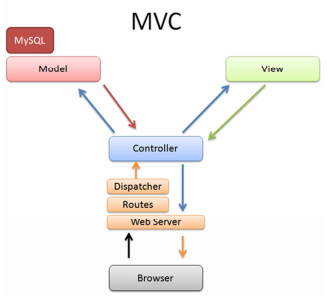 MVC
MySQL
Model
View
Controller
Dispatcher
Routes
Web Server
Browser